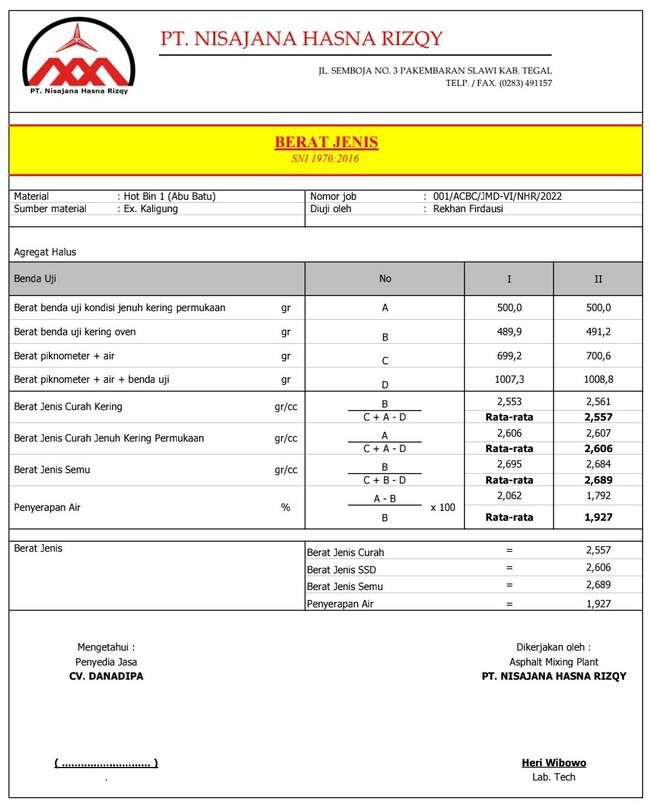 PT. NISAJANA HASNA RIZQY
PT. Nisajana Hasna Rizqy
JL. SEMBOJA NO. 3 PAKEMBARAN SLAWI KAB. TEGAL
TELP. / FAX. (0283) 491157
BERAT JENIS
SNI 1970:2016
Material : Hot Bin 1 (Abu Batu) Nomor job : 001/ACBC/JMD-VI/NHR/2022
Sumber material : Ex. Kaligung Diuji oleh : Rekhan Firdausi
Agregat Halus
Benda Uji No I II
Berat benda uji kondisi jenuh kering permukaan gr A 500,0 500,0
Berat benda uji kering oven gr B 489,9 491,2
Berat piknometer + air gr C 699,2 700,6
Berat piknometer + air + benda uji gr D 1007,3 1008,8
Berat Jenis Curah Kering gr/cc B 2,553 2,561
C + A - D Rata-rata 2,557
Berat Jenis Curah Jenuh Kering Permukaan gr/cc A 2,606 2,607
C + A - D Rata-rata 2,606
Berat Jenis Semu gr/cc B 2,695 2,684
C + B - D Rata-rata 2,689
Penyerapan Air % A - B x 100 2,062 1,792
B Rata-rata 1,927
Berat Jenis Berat Jenis Curah = 2,557
Berat Jenis SSD = 2,606
Berat Jenis Semu = 2,689
Penyerapan Air = 1,927
Mengetahui : Dikerjakan oleh :
Penyedia Jasa Asphalt Mixing Plant
CV. DANADIPA PT. NISAJANA HASNA RIZQY
( ............................ ) Heri Wibowo
. Lab. Tech